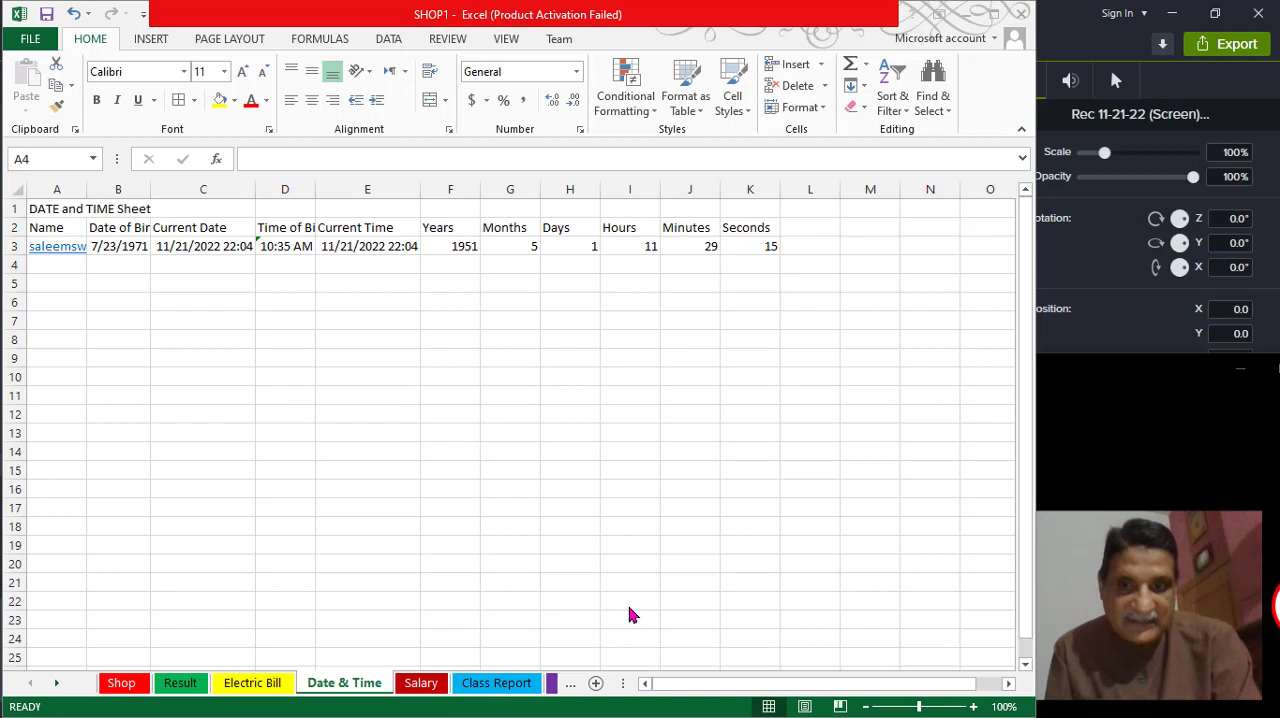 SHOP1 - Excel (Product Activation Failed)
Sign In
FILE HOME INSERT PAGE LAYOUT RMULAS DATA REVIEW VIEW Team Microsoft account
Export
Paste
Calibri 11
B I U A
General
$ % ,
Conditional Formatting
Format as Table
Cell Styles
Insert
Delete
Format
Sort & Filter
Find & Select
Clipboard Font Alignment Number Styles Cells Editing
Rec 11-21-22 (Screen)...
Scale 100%
Opacity 100%
otation: Z 0.0°
Y 0.0°
X 0.0°
osition: X 0.0
Y 0.0
A4 fx
A B C D E F G H I J K L M N O
1 DATE and TIME Sheet
2 Name Date of Bir Current Date Time of Bi Current Time Years Months Days Hours Minutes Seconds
3 saleemsw 7/23/1971 11/21/2022 22:04 10:35 AM 11/21/2022 22:04 1951 5 1 11 29 15
4
5
6
7
8
9
10
11
12
13
14
15
16
17
18
19
20
21
22
23
24
25
Shop Result Electric Bill Date & Time Salary Class Report ...
READY 100%